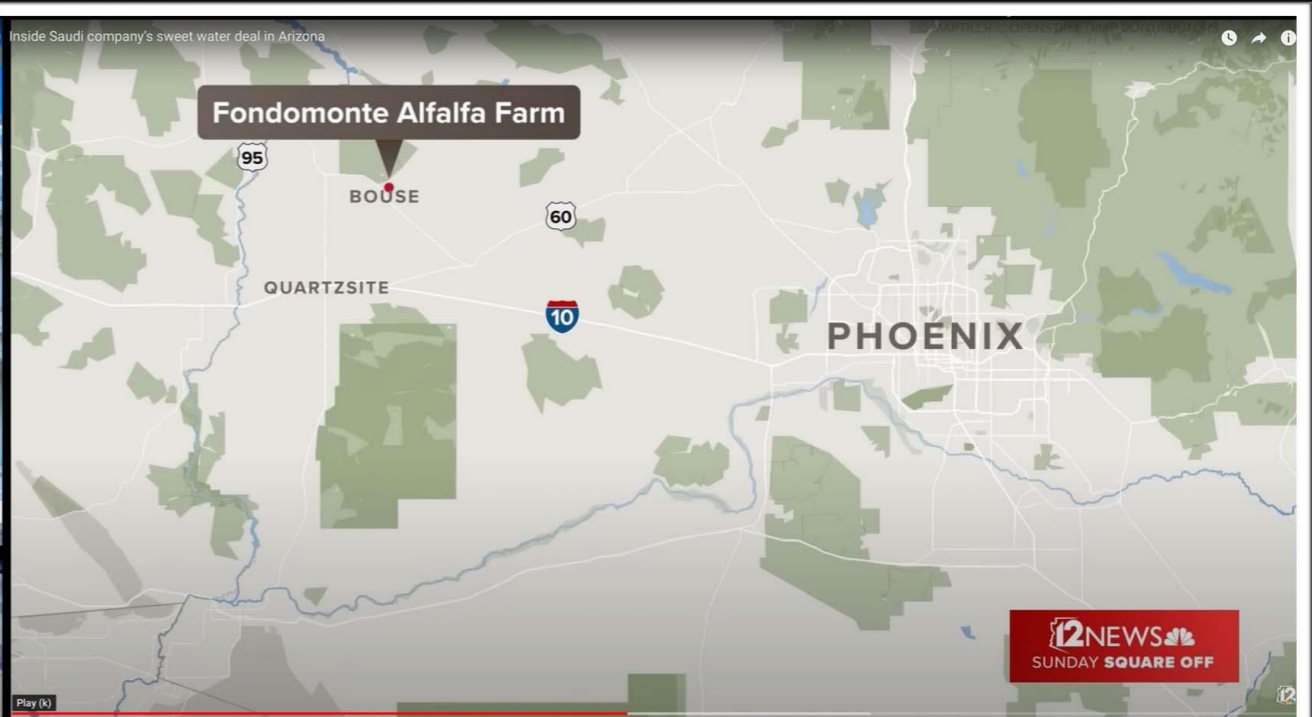 Inside Saudi company's sweet water deal in Arizona
Fondomonte Alfalfa Farm
95
BOUSE
60
QUARTZSITE
10
PHOENIX
12NEWS
SUNDAY SQUARE OFF
Play (k)
12